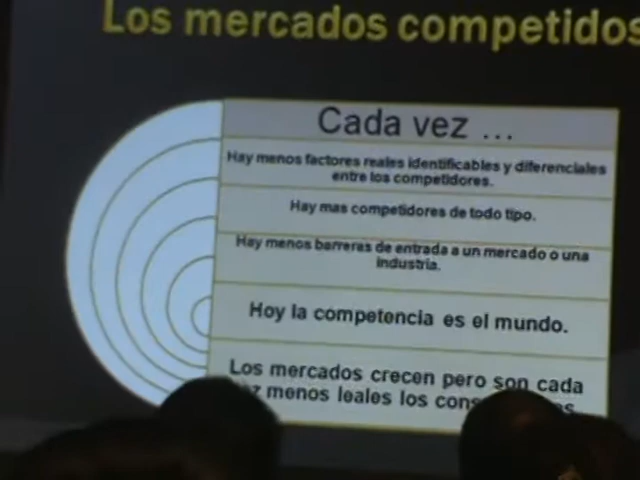 Los mercados competidos
Cada vez ...
Hay menos factores reales identificables y diferenciales
entre los competidores.
Hay mas competidores de todo tipo.
Hay menos barreras de entrada a un mercado o una
industria.
Hoy la competencia es el mundo.
Los mercados crecen pero son cada
menos leales los